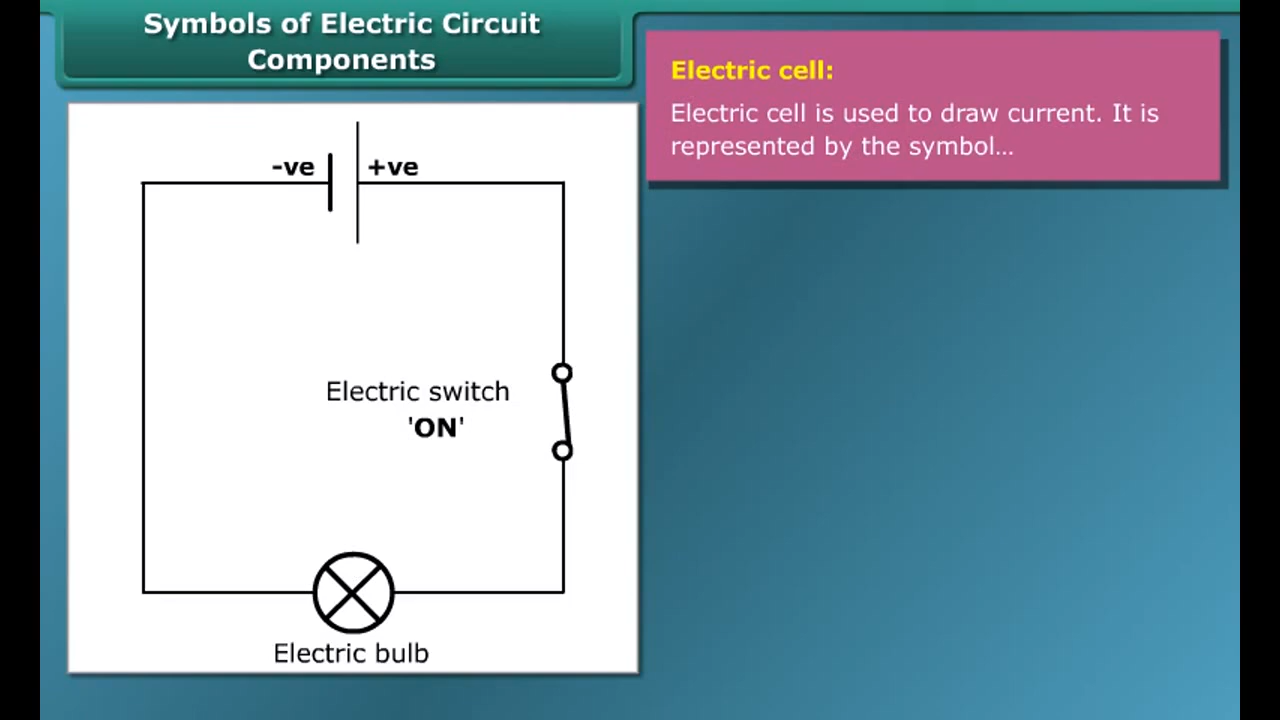 Symbols of Electric Circuit
Components
Electric cell:
Electric cell is used to draw current. It is
represented by the symbol...
-ve +ve
Electric switch
'ON'
Electric bulb